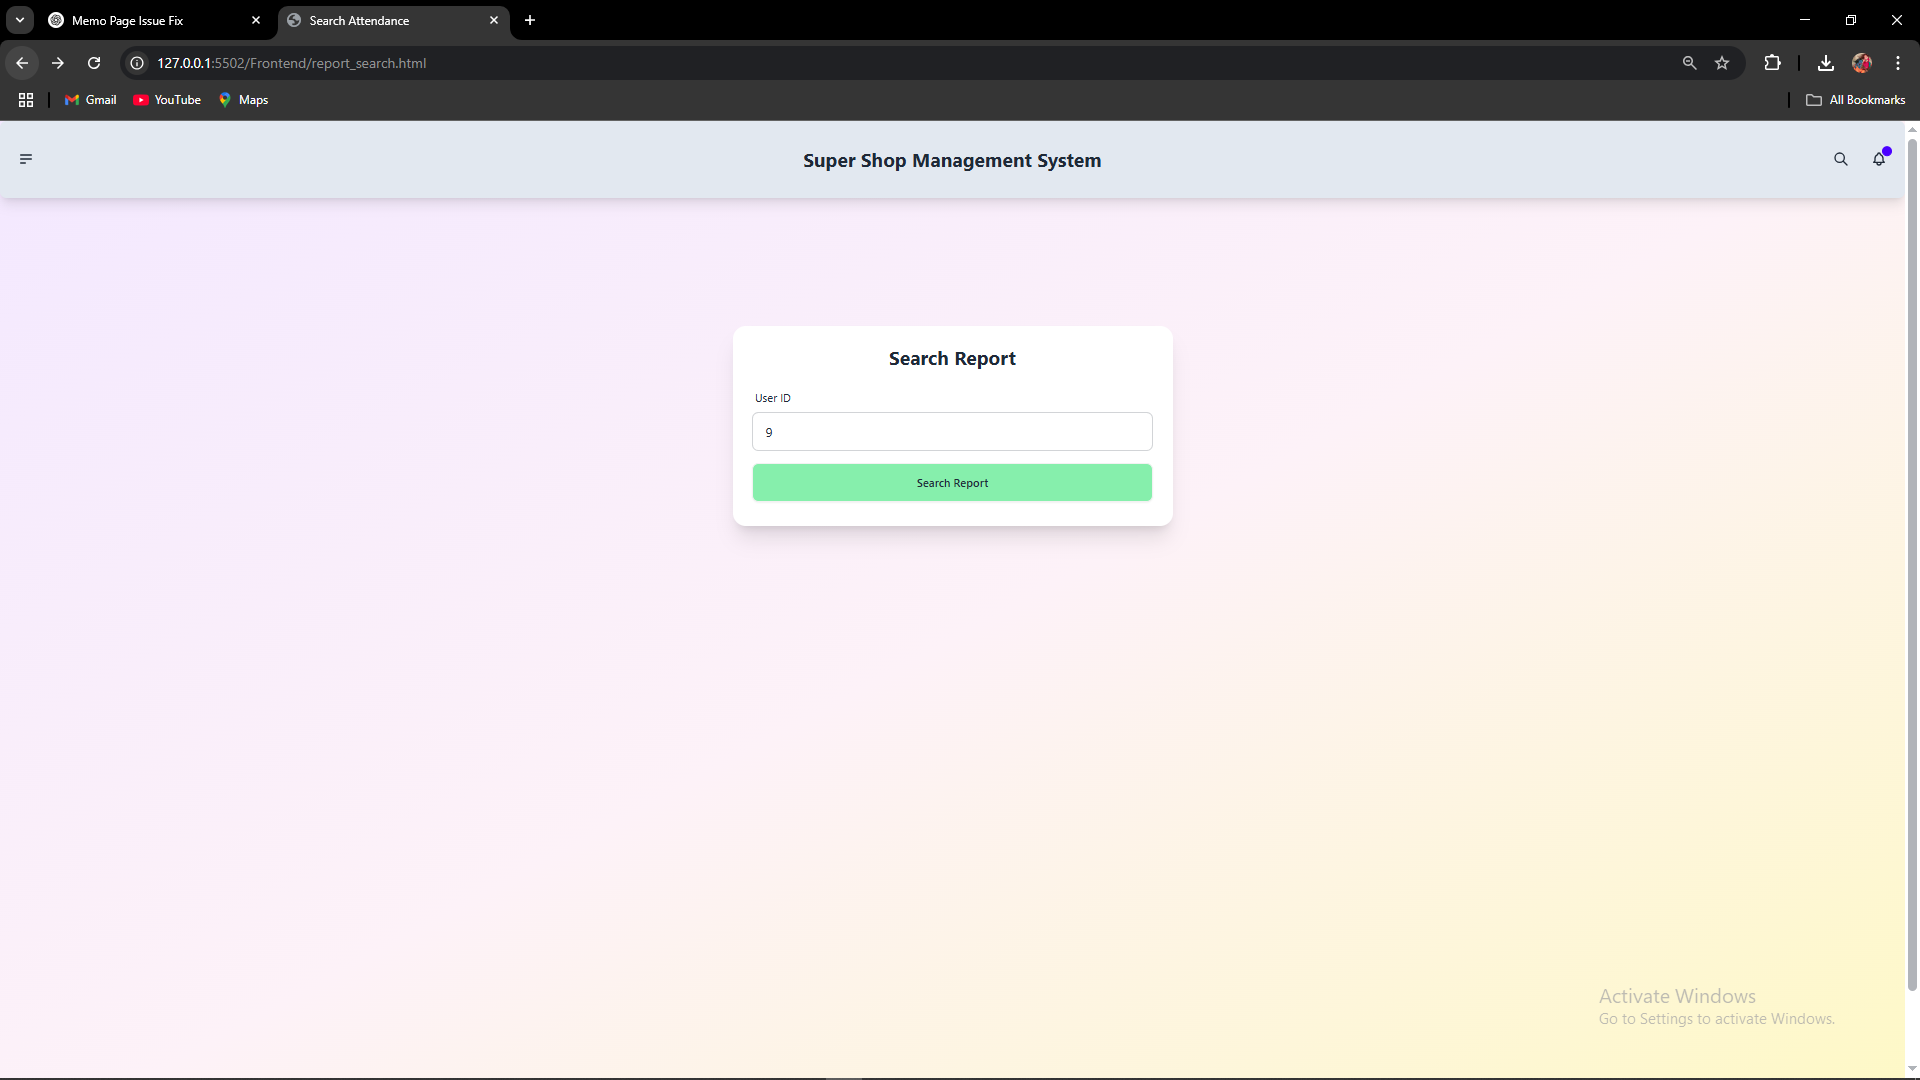 Memo Page Issue Fix
Search Attendance
127.0.0.1:5502/Frontend/report_search.html
Gmail
YouTube
Maps
All Bookmarks
Super Shop Management System
Search Report
User ID
9
Search Report
Activate Windows
Go to Settings to activate Windows.